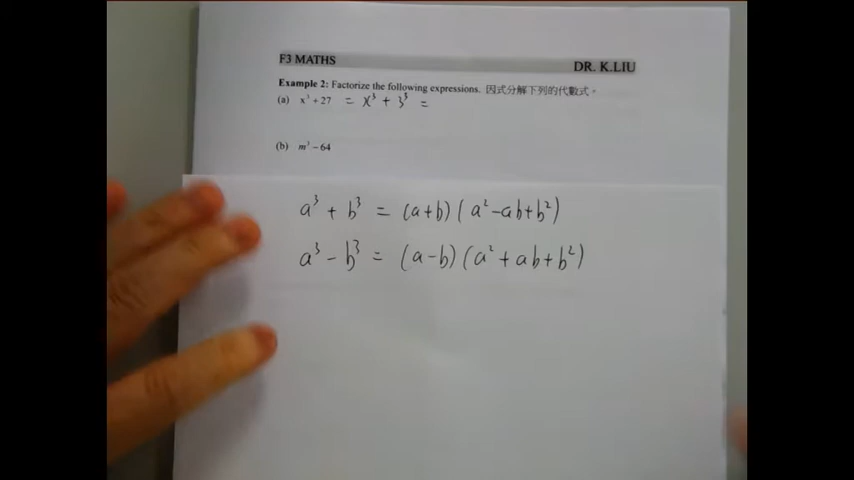 F3 MATHS DR. K.LIU
Example 2: Factorize the following expressions. 因式分解下列的代數式。
(a) x³ + 27 = x³ + 3³ =
(b) m³ – 64
a³ + b³ = (a+b)(a²-ab+b²)
a³ - b³ = (a-b)(a²+ab+b²)